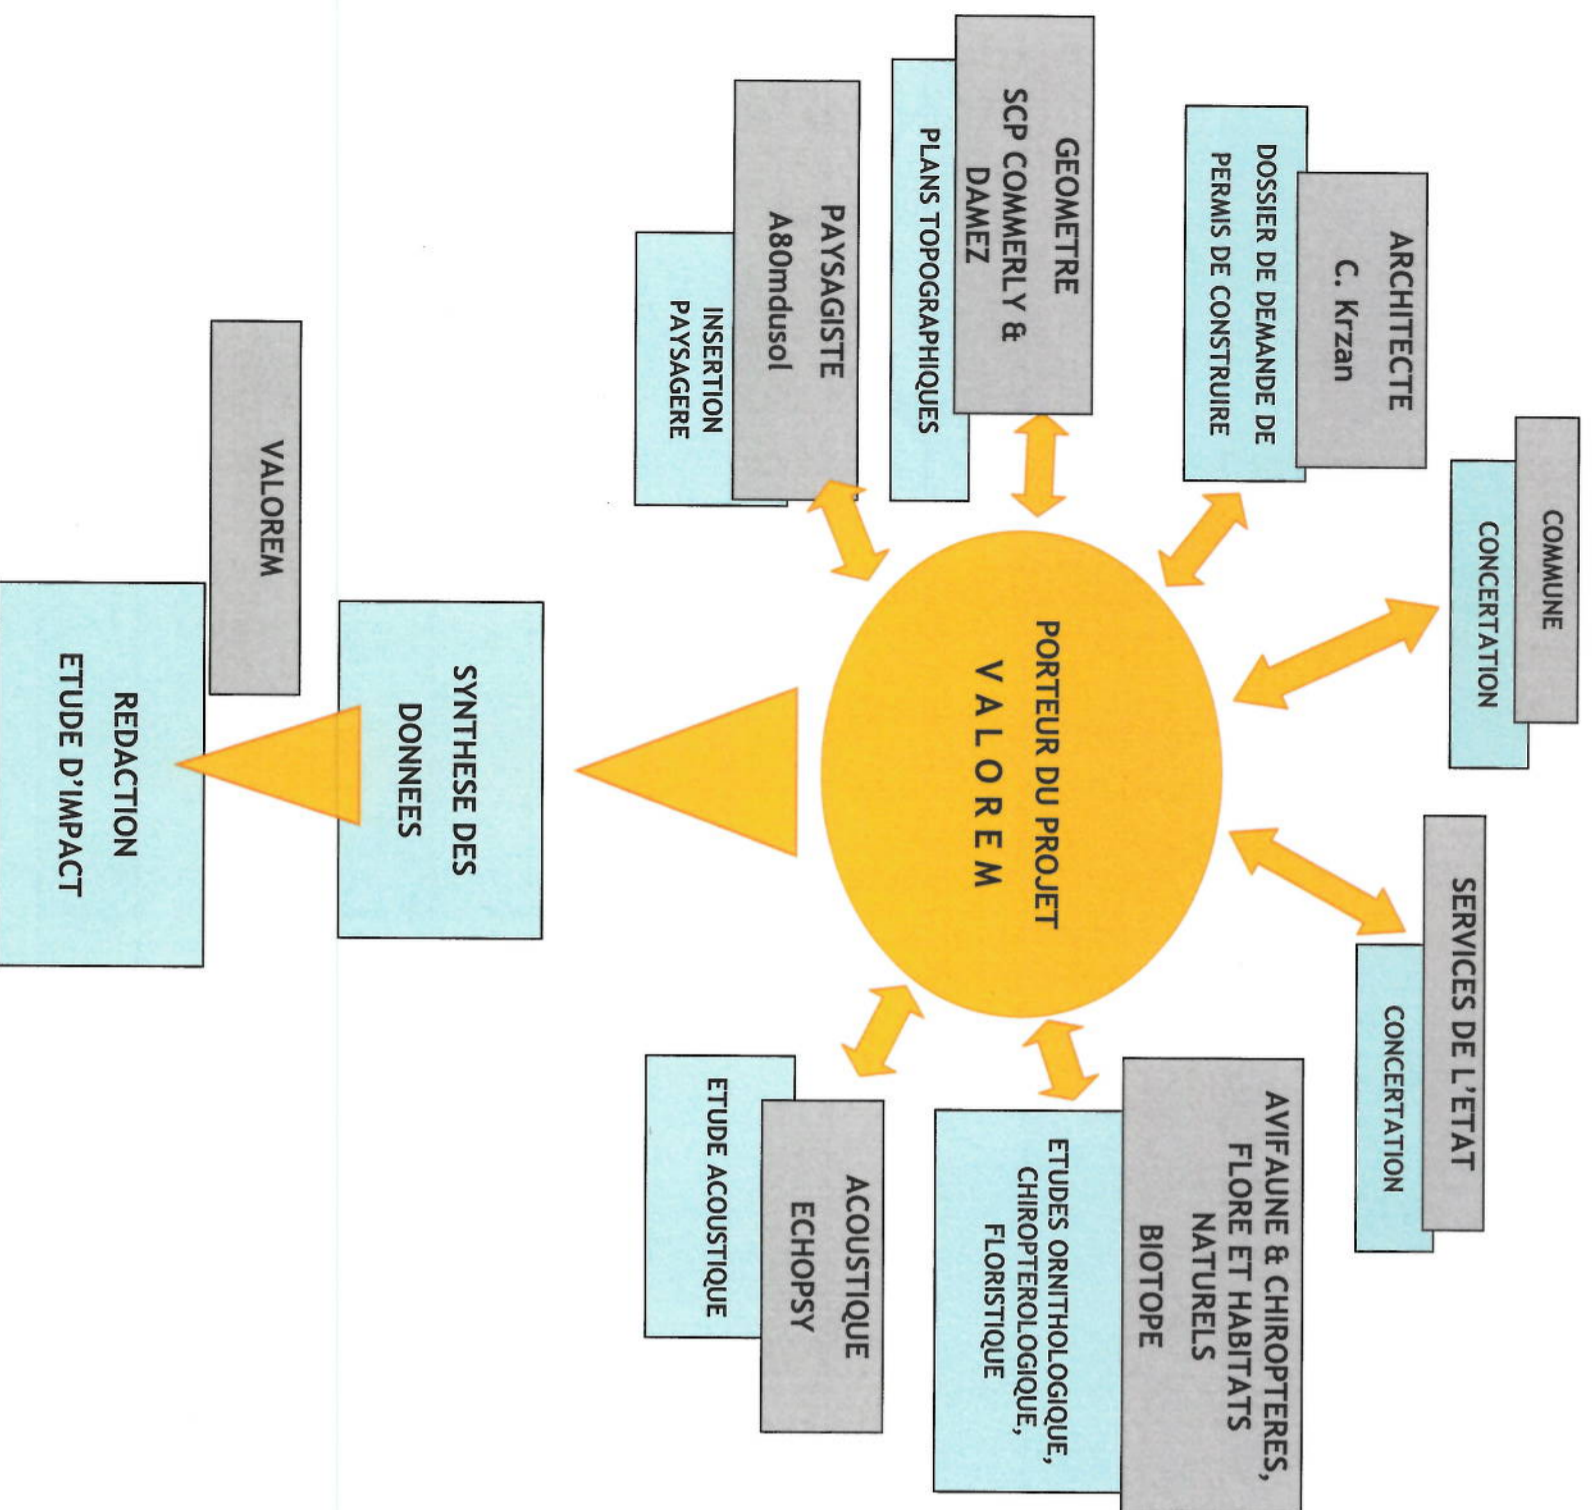 COMMUNE
CONCERTATION
SERVICES DE L'ETAT
CONCERTATION
ARCHITECTE
C. Krzan
DOSSIER DE DEMANDE DE
PERMIS DE CONSTRUIRE
AVIFAUNE & CHIROPTERES,
FLORE ET HABITATS
NATURELS
BIOTOPE
ETUDES ORNITHOLOGIQUE,
CHIROPTEROLOGIQUE,
FLORISTIQUE
GEOMETRE
SCP COMMERLY &
DAMEZ
PLANS TOPOGRAPHIQUES
PORTEUR DU PROJET
V A L O R E M
PAYSAGISTE
A80mdusol
INSERTION
PAYSAGERE
ACOUSTIQUE
ECHOPSY
ETUDE ACOUSTIQUE
SYNTHESE DES
DONNEES
VALOREM
REDACTION
ETUDE D'IMPACT